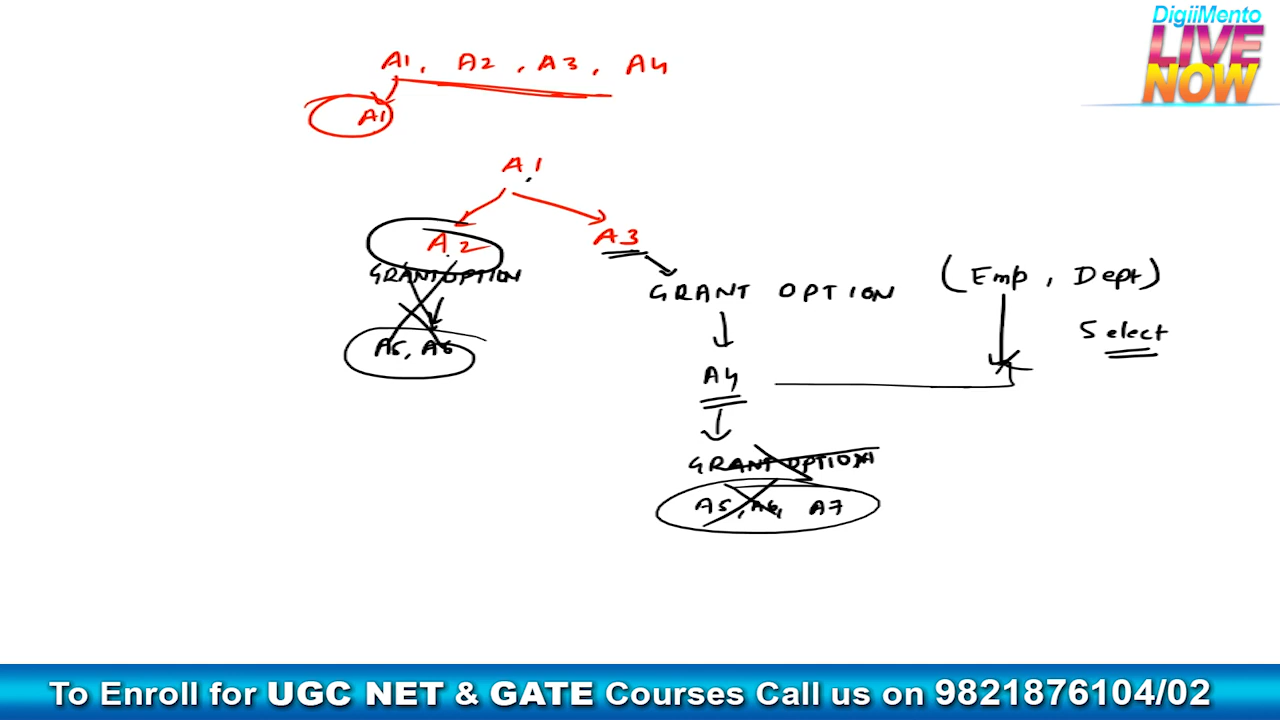 DigiiMento
LIVE
NOW
A1, A2, A3, A4
A1
A1
A2
A3
GRANT OPTION
GRANT OPTION
(Emp, Dept)
Select
A5, A6
A4
GRANT OPTION
A5, A6, A7
To Enroll for UGC NET & GATE Courses Call us on 9821876104/02